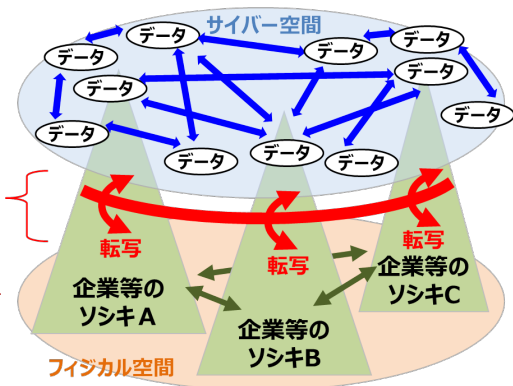 サイバー空間
データ
データ
データ
データ
データ
データ
データ
データ
データ
データ
データ
転写
転写
転写
企業等の
ソシキA
企業等の
ソシキB
企業等の
ソシキC
フィジカル空間